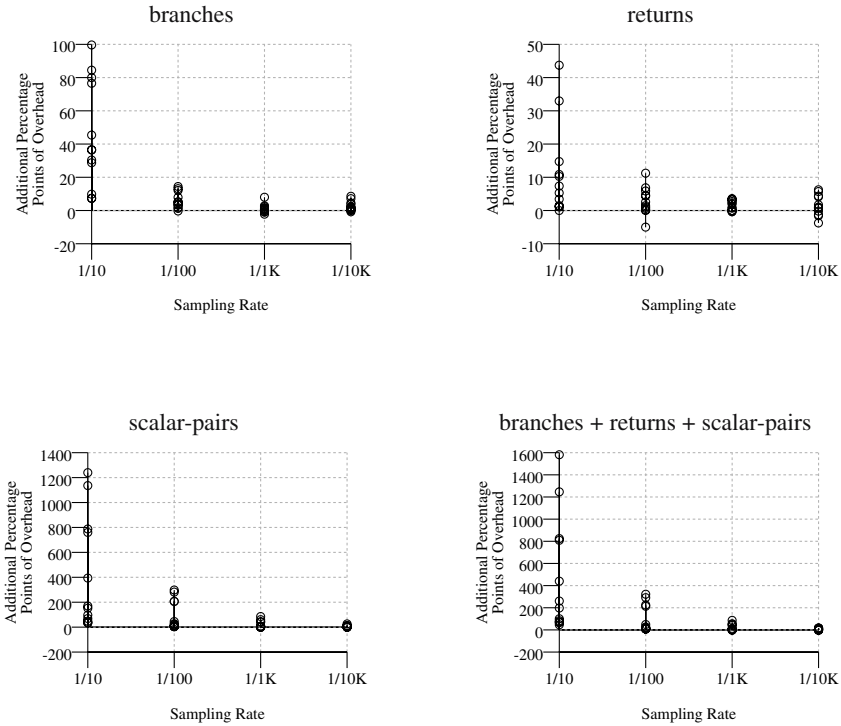 branches
Additional Percentage
Points of Overhead
100
80
60
40
20
0
-20
1/10 1/100 1/1K 1/10K
Sampling Rate
returns
Additional Percentage
Points of Overhead
50
40
30
20
10
0
-10
1/10 1/100 1/1K 1/10K
Sampling Rate
scalar-pairs
Additional Percentage
Points of Overhead
1400
1200
1000
800
600
400
200
0
-200
1/10 1/100 1/1K 1/10K
Sampling Rate
branches + returns + scalar-pairs
Additional Percentage
Points of Overhead
1600
1400
1200
1000
800
600
400
200
0
-200
1/10 1/100 1/1K 1/10K
Sampling Rate